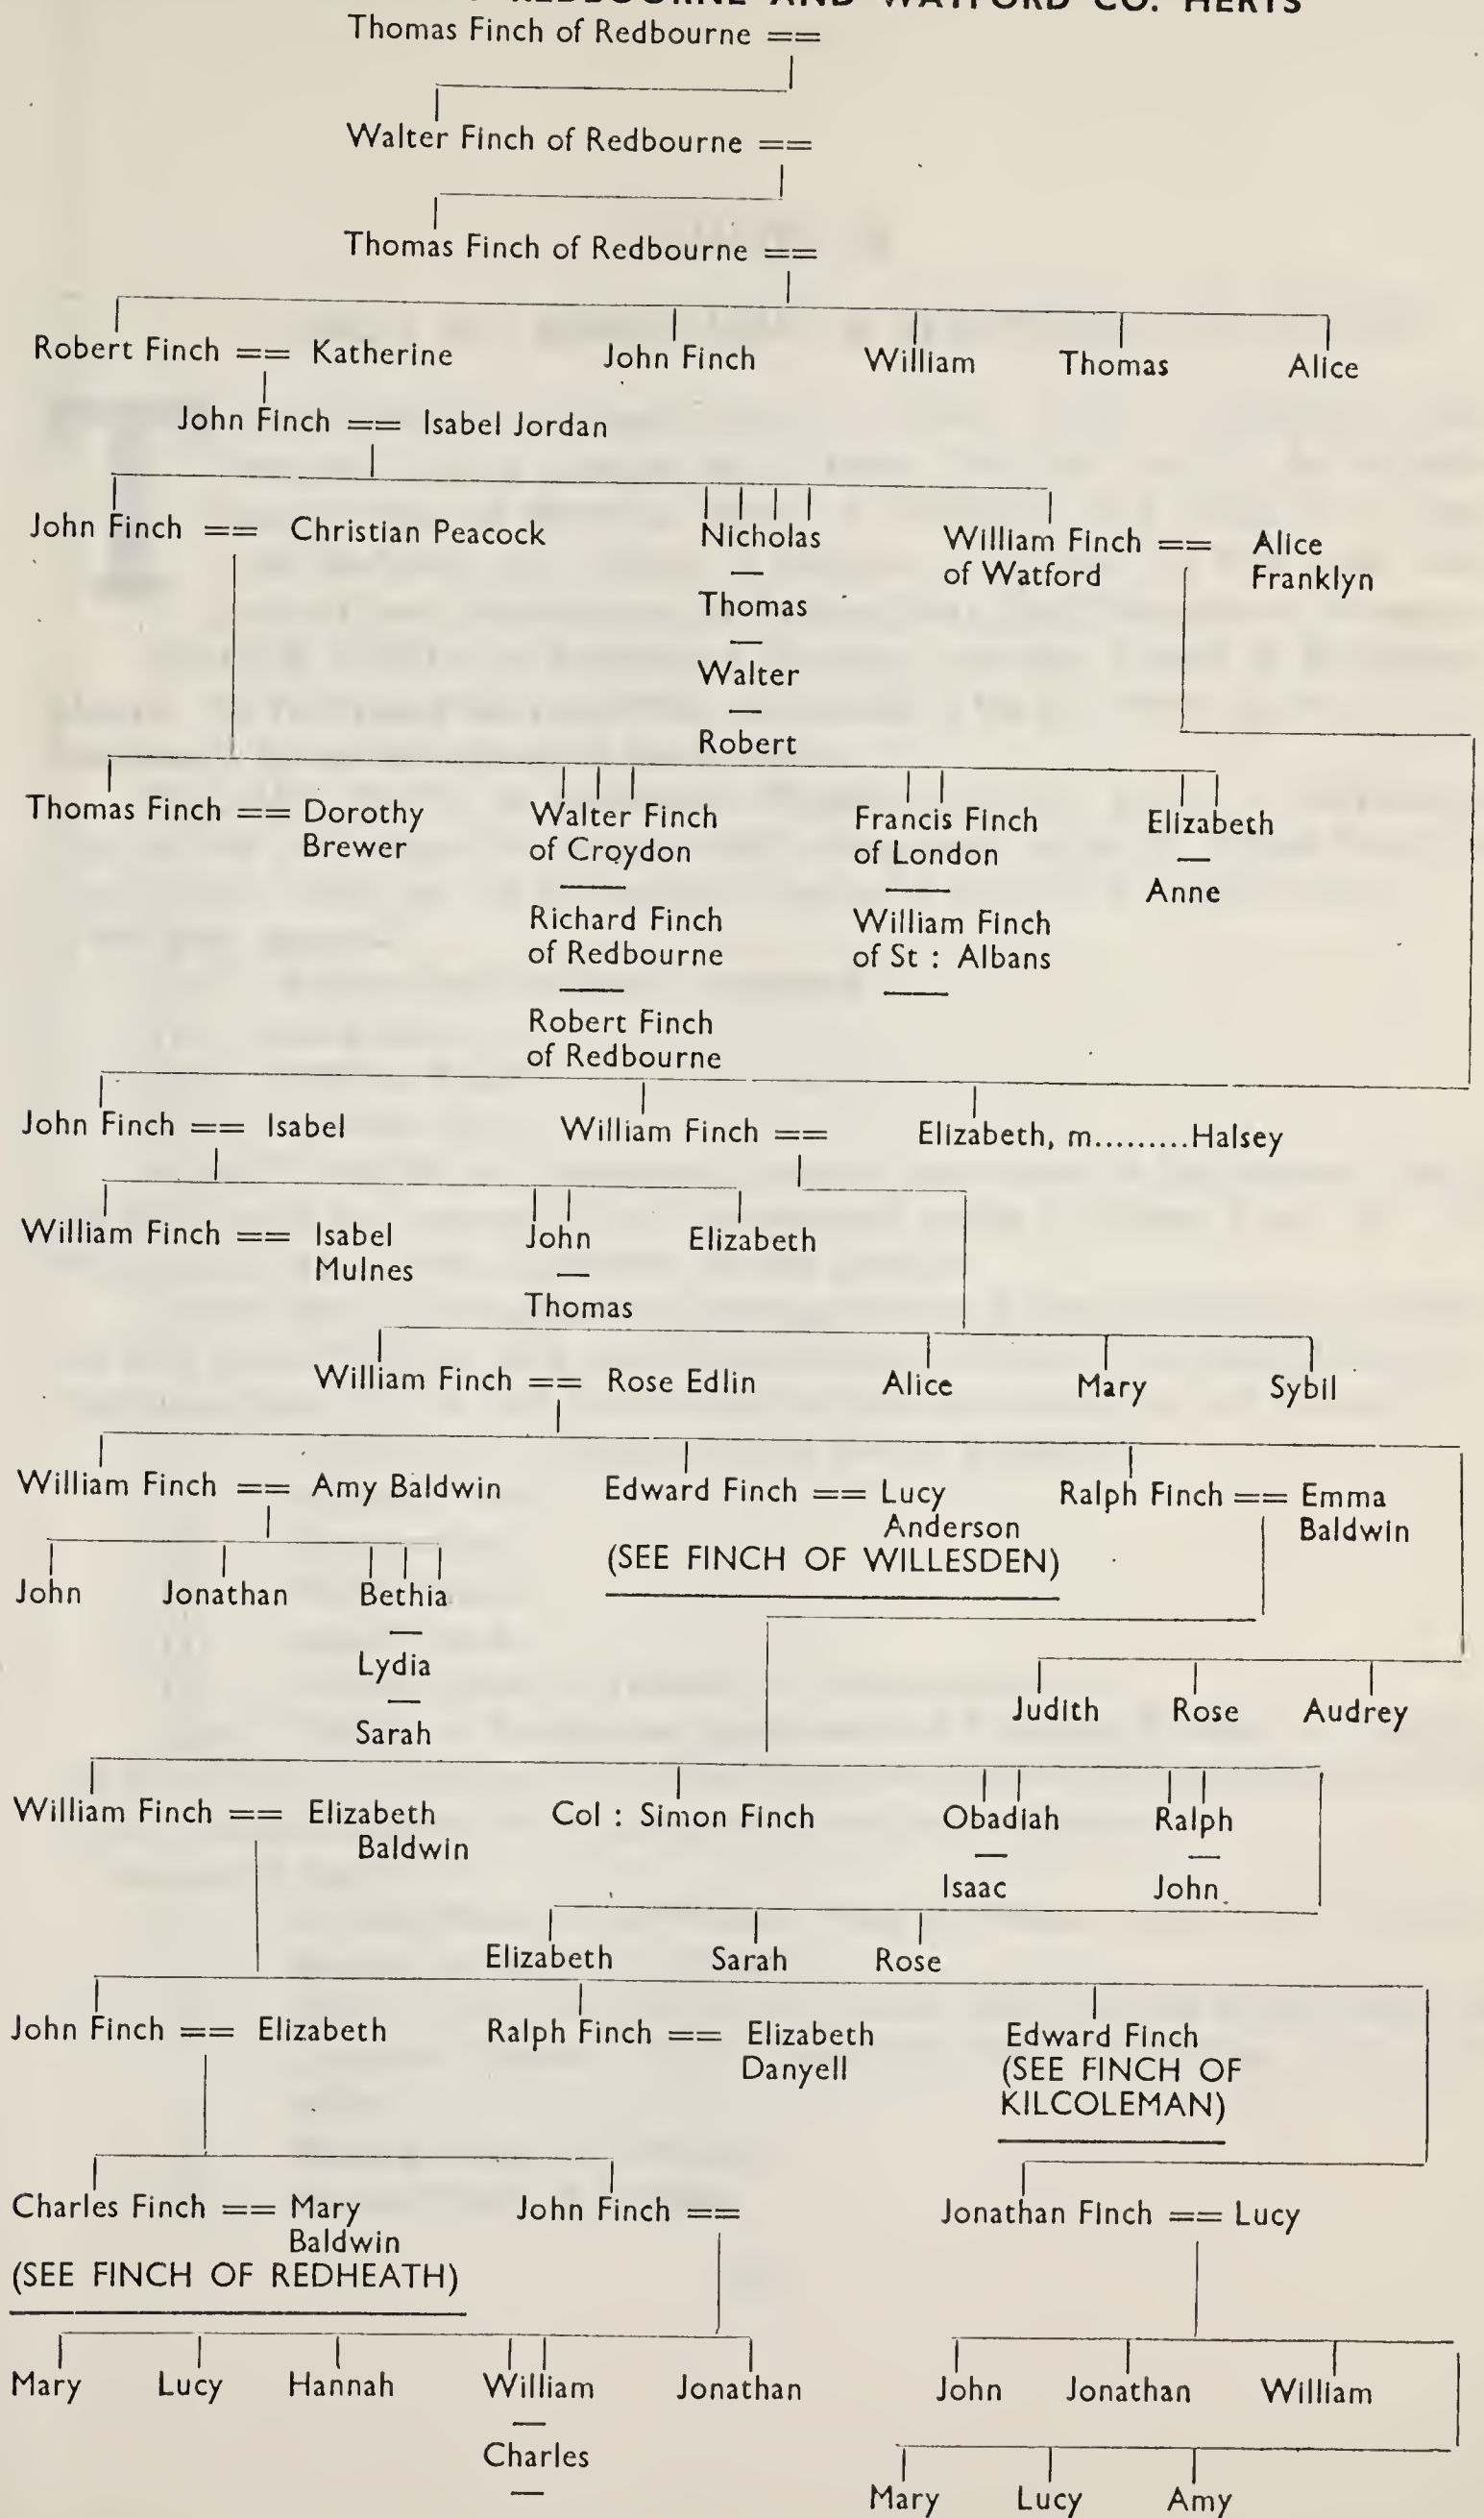 REDBOURNE AND WATFORD CO. HERTS
Thomas Finch of Redbourne ==
Walter Finch of Redbourne ==
Thomas Finch of Redbourne ==
Robert Finch == Katherine John Finch William Thomas Alice
John Finch == Isabel Jordan
John Finch == Christian Peacock Nicholas William Finch == Alice
of Watford Franklyn
—
Thomas
—
Walter
—
Robert
Thomas Finch == Dorothy Walter Finch Francis Finch Elizabeth
Brewer of Croydon of London —
Anne
Richard Finch William Finch
of Redbourne of St : Albans
Robert Finch
of Redbourne
John Finch == Isabel William Finch == Elizabeth, m.........Halsey
William Finch == Isabel John Elizabeth
Mulnes —
Thomas
William Finch == Rose Edlin Alice Mary Sybil
William Finch == Amy Baldwin Edward Finch == Lucy Ralph Finch == Emma
Anderson Baldwin
(SEE FINCH OF WILLESDEN)
John Jonathan Bethia
—
Lydia
—
Judith Rose Audrey
Sarah
William Finch == Elizabeth Col : Simon Finch Obadiah Ralph
Baldwin — —
Isaac John
Elizabeth Sarah Rose
John Finch == Elizabeth Ralph Finch == Elizabeth Edward Finch
Danyell (SEE FINCH OF
KILCOLEMAN)
Charles Finch == Mary John Finch == Jonathan Finch == Lucy
Baldwin
(SEE FINCH OF REDHEATH)
Mary Lucy Hannah William Jonathan John Jonathan William
—
Charles
—
Mary Lucy Amy